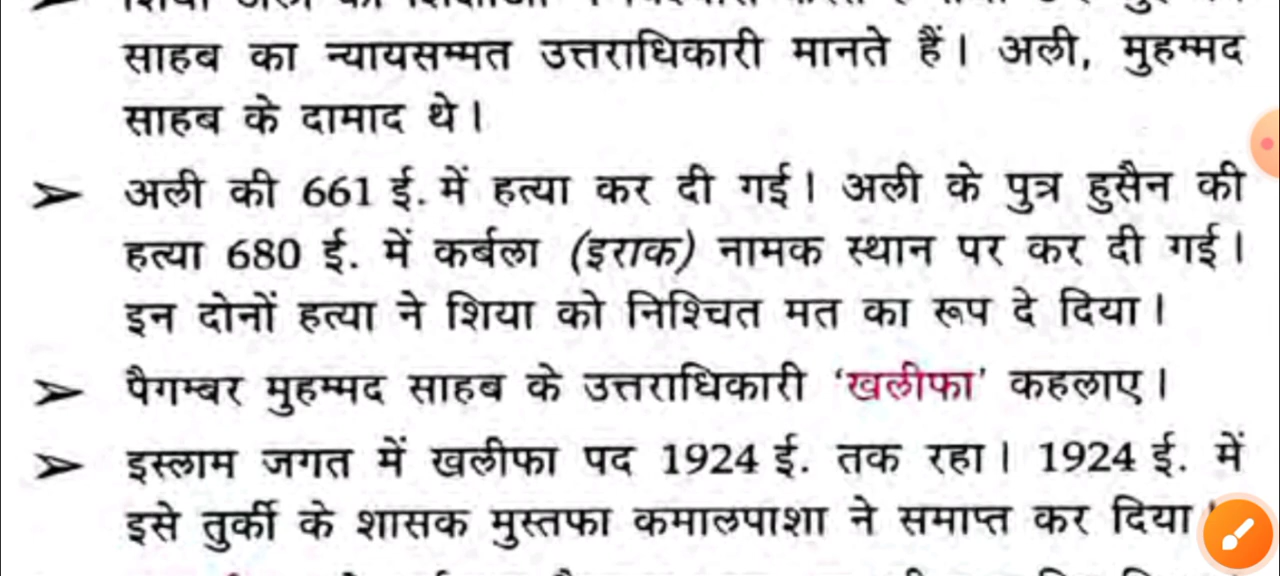 साहब का न्यायसम्मत उत्तराधिकारी मानते हैं। अली, मुहम्मद
साहब के दामाद थे।
➢ अली की 661 ई. में हत्या कर दी गई। अली के पुत्र हुसैन की
हत्या 680 ई. में कर्बला (इराक) नामक स्थान पर कर दी गई।
इन दोनों हत्या ने शिया को निश्चित मत का रूप दे दिया।
➢ पैगम्बर मुहम्मद साहब के उत्तराधिकारी ‘खलीफा’ कहलाए।
➢ इस्लाम जगत में खलीफा पद 1924 ई. तक रहा। 1924 ई. में
इसे तुर्की के शासक मुस्तफा कमालपाशा ने समाप्त कर दिया।